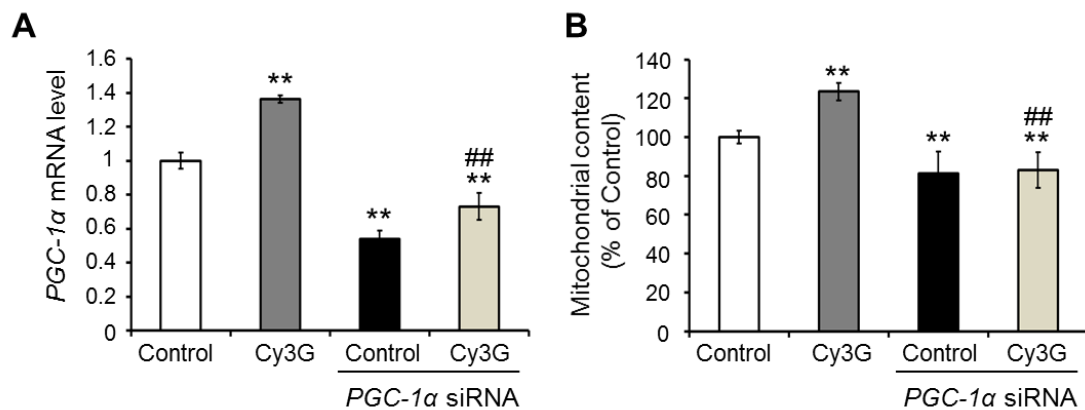 A
PGC-1α mRNA level
1.6
1.4
1.2
1
0.8
0.6
0.4
0.2
0
**
**
##
**
Control
Cy3G
Control
Cy3G
PGC-1α siRNA
B
Mitochondrial content
(% of Control)
140
120
100
80
60
40
20
0
**
**
##
**
Control
Cy3G
Control
Cy3G
PGC-1α siRNA